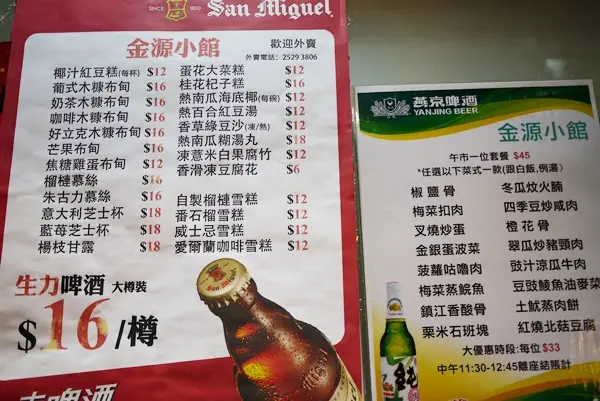 SINCE 1890
San Miguel
金源小館
歡迎外賣
外賣電話：2529 3806
椰汁紅豆糕(每杯) $12
葡式木糠布甸 $16
奶茶木糠布甸 $16
咖啡木糠布甸 $16
好立克木糠布甸 $16
芒果布甸 $16
焦糖雞蛋布甸 $12
榴槤慕絲 $16
朱古力慕絲 $16
意大利芝士杯 $18
藍莓芝士杯 $18
楊枝甘露 $18
蛋花大菜糕 $12
桂花杞子糕 $16
熱南瓜海底椰(每碗) $12
熱百合紅豆湯 $12
香草綠豆沙(凍/熱) $12
熱南瓜糊湯丸 $18
凍意米白果腐竹 $12
香滑凍豆腐花 $6
自製榴槤雪糕 $12
番石榴雪糕 $12
威士忌雪糕 $12
愛爾蘭咖啡雪糕 $12
生力啤酒 大樽裝
$16/樽
燕京啤酒
YANJING BEER
金源小館
午市一位套餐 $45
*任選以下菜式一款(跟白飯,例湯)
椒鹽骨
梅菜扣肉
叉燒炒蛋
金銀蛋波菜
菠蘿咕嚕肉
梅菜蒸鯇魚
鎮江香酸骨
栗米石班塊
冬瓜炆火腩
四季豆炒咸肉
橙花骨
翠瓜炒豬頸肉
豉汁涼瓜牛肉
豆豉鯪魚油麥菜
土魷蒸肉餅
紅燒北菇豆腐
大優惠時段:每位 $33
中午11:30-12:45離座結賬計
純